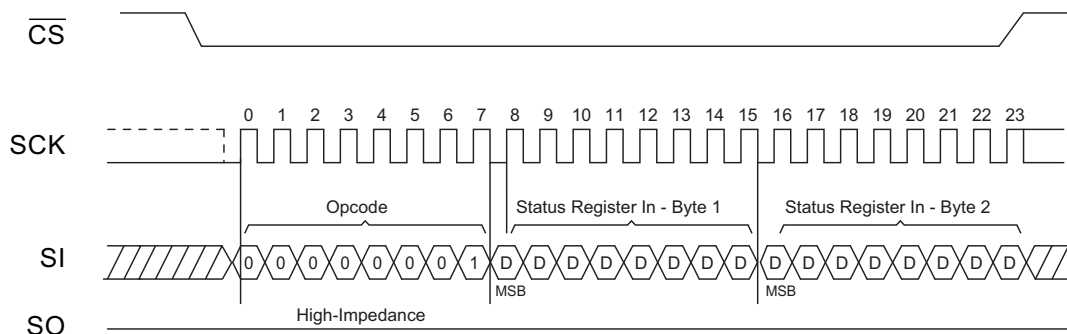 CS
0 1 2 3 4 5 6 7 8 9 10 11 12 13 14 15 16 17 18 19 20 21 22 23
SCK
Opcode Status Register In - Byte 1 Status Register In - Byte 2
SI 0 0 0 0 0 0 0 1 D D D D D D D D D D D D D D D D
MSB MSB
High-Impedance
SO